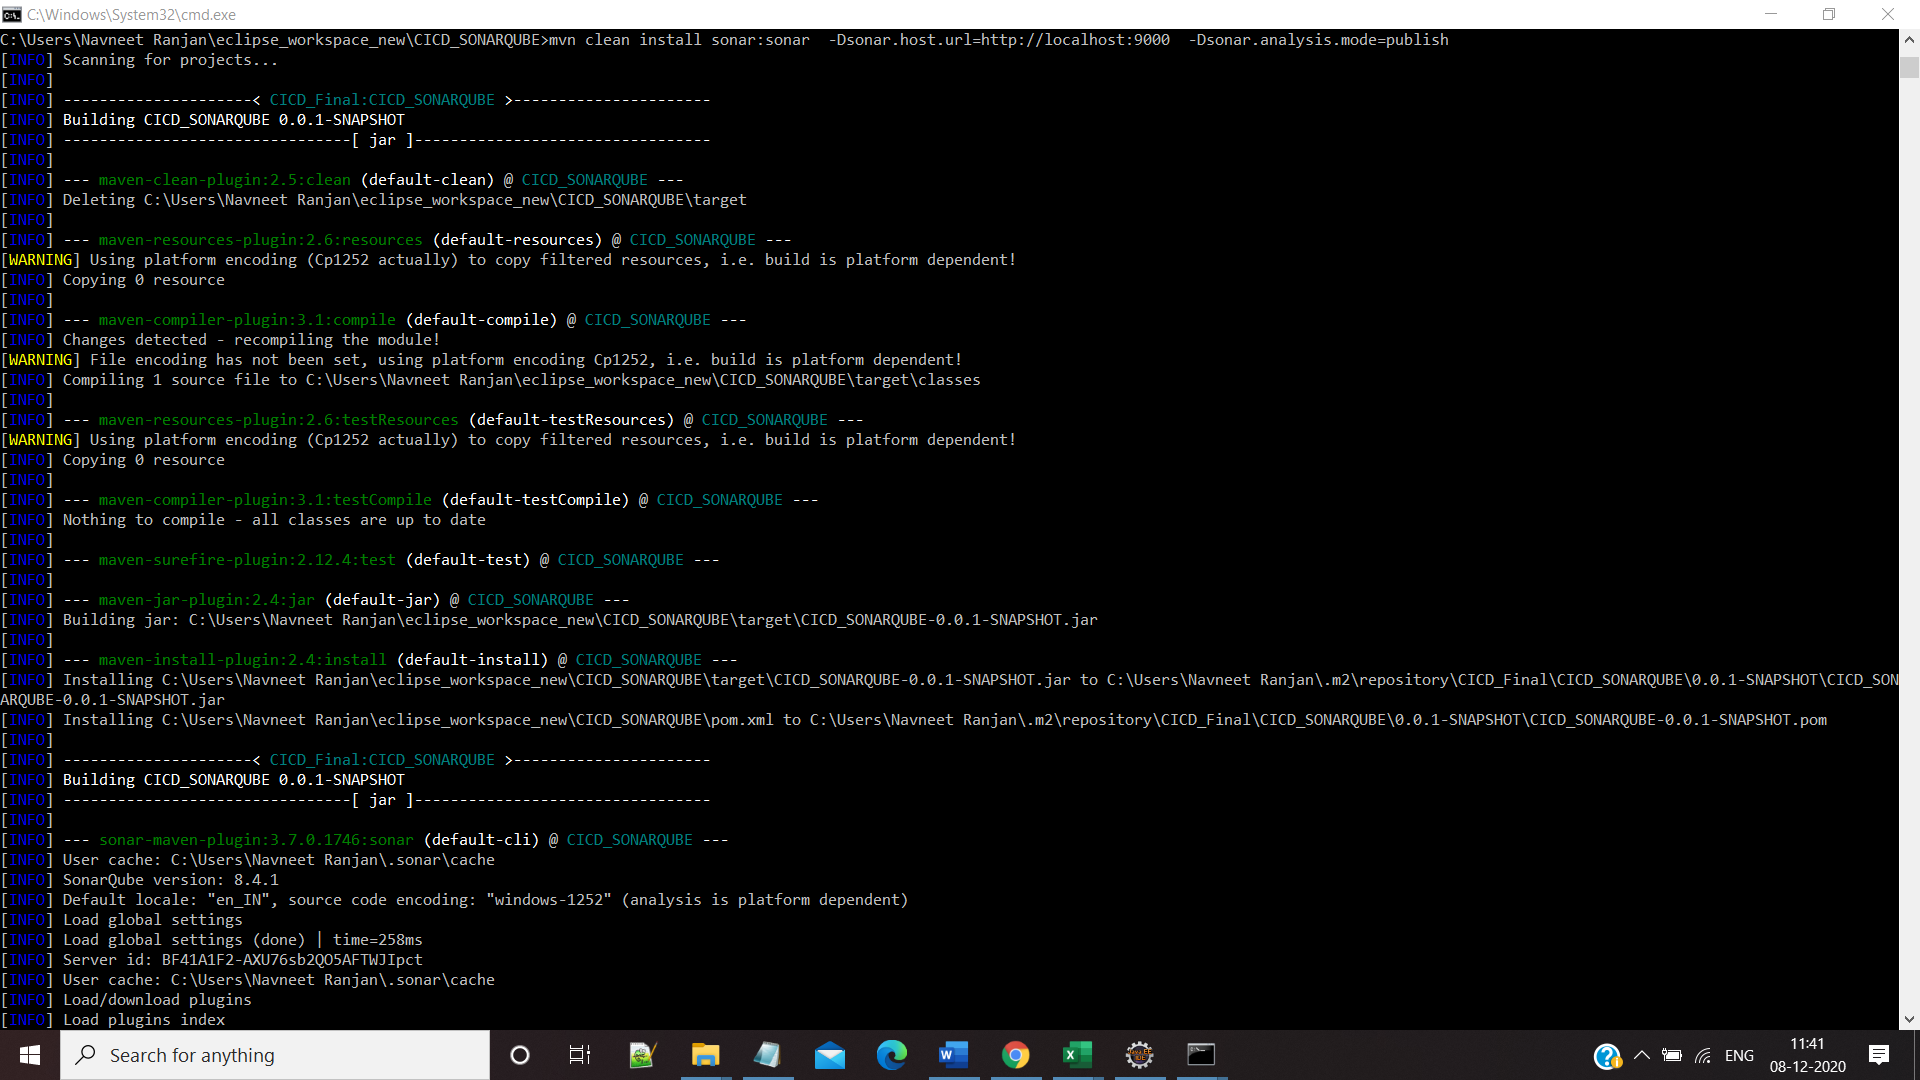 C:\Windows\System32\cmd.exe
C:\Users\Navneet Ranjan\eclipse_workspace_new\CICD_SONARQUBE>mvn clean install sonar:sonar  -Dsonar.host.url=http://localhost:9000  -Dsonar.analysis.mode=publish
[INFO] Scanning for projects...
[INFO]
[INFO] ---------------------< CICD_Final:CICD_SONARQUBE >----------------------
[INFO] Building CICD_SONARQUBE 0.0.1-SNAPSHOT
[INFO] --------------------------------[ jar ]---------------------------------
[INFO]
[INFO] --- maven-clean-plugin:2.5:clean (default-clean) @ CICD_SONARQUBE ---
[INFO] Deleting C:\Users\Navneet Ranjan\eclipse_workspace_new\CICD_SONARQUBE\target
[INFO]
[INFO] --- maven-resources-plugin:2.6:resources (default-resources) @ CICD_SONARQUBE ---
[WARNING] Using platform encoding (Cp1252 actually) to copy filtered resources, i.e. build is platform dependent!
[INFO] Copying 0 resource
[INFO]
[INFO] --- maven-compiler-plugin:3.1:compile (default-compile) @ CICD_SONARQUBE ---
[INFO] Changes detected - recompiling the module!
[WARNING] File encoding has not been set, using platform encoding Cp1252, i.e. build is platform dependent!
[INFO] Compiling 1 source file to C:\Users\Navneet Ranjan\eclipse_workspace_new\CICD_SONARQUBE\target\classes
[INFO]
[INFO] --- maven-resources-plugin:2.6:testResources (default-testResources) @ CICD_SONARQUBE ---
[WARNING] Using platform encoding (Cp1252 actually) to copy filtered resources, i.e. build is platform dependent!
[INFO] Copying 0 resource
[INFO]
[INFO] --- maven-compiler-plugin:3.1:testCompile (default-testCompile) @ CICD_SONARQUBE ---
[INFO] Nothing to compile - all classes are up to date
[INFO]
[INFO] --- maven-surefire-plugin:2.12.4:test (default-test) @ CICD_SONARQUBE ---
[INFO]
[INFO] --- maven-jar-plugin:2.4:jar (default-jar) @ CICD_SONARQUBE ---
[INFO] Building jar: C:\Users\Navneet Ranjan\eclipse_workspace_new\CICD_SONARQUBE\target\CICD_SONARQUBE-0.0.1-SNAPSHOT.jar
[INFO]
[INFO] --- maven-install-plugin:2.4:install (default-install) @ CICD_SONARQUBE ---
[INFO] Installing C:\Users\Navneet Ranjan\eclipse_workspace_new\CICD_SONARQUBE\target\CICD_SONARQUBE-0.0.1-SNAPSHOT.jar to C:\Users\Navneet Ranjan\.m2\repository\CICD_Final\CICD_SONARQUBE\0.0.1-SNAPSHOT\CICD_SON
ARQUBE-0.0.1-SNAPSHOT.jar
[INFO] Installing C:\Users\Navneet Ranjan\eclipse_workspace_new\CICD_SONARQUBE\pom.xml to C:\Users\Navneet Ranjan\.m2\repository\CICD_Final\CICD_SONARQUBE\0.0.1-SNAPSHOT\CICD_SONARQUBE-0.0.1-SNAPSHOT.pom
[INFO]
[INFO] ---------------------< CICD_Final:CICD_SONARQUBE >----------------------
[INFO] Building CICD_SONARQUBE 0.0.1-SNAPSHOT
[INFO] --------------------------------[ jar ]---------------------------------
[INFO]
[INFO] --- sonar-maven-plugin:3.7.0.1746:sonar (default-cli) @ CICD_SONARQUBE ---
[INFO] User cache: C:\Users\Navneet Ranjan\.sonar\cache
[INFO] SonarQube version: 8.4.1
[INFO] Default locale: "en_IN", source code encoding: "windows-1252" (analysis is platform dependent)
[INFO] Load global settings
[INFO] Load global settings (done) | time=258ms
[INFO] Server id: BF41A1F2-AXU76sb2QO5AFTWJIpct
[INFO] User cache: C:\Users\Navneet Ranjan\.sonar\cache
[INFO] Load/download plugins
[INFO] Load plugins index
Search for anything
ENG
11:41
08-12-2020